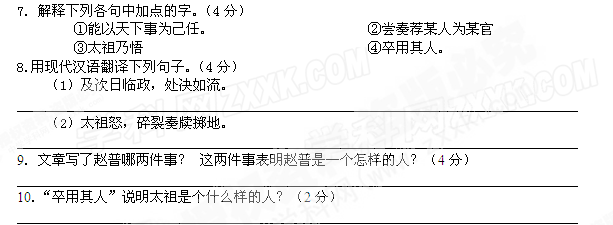 7. 解释下列各句中加点的字。(4 分)
①能以天下事为己任。 ②尝奏荐某人为某官
③太祖乃悟 ④卒用其人。
8.用现代汉语翻译下列句子。(4 分)
(1) 及次日临政，处决如流。
(2) 太祖怒，碎裂奏牍掷地。
9. 文章写了赵普哪两件事？ 这两件事表明赵普是一个怎样的人？(4 分)
10.“卒用其人”说明太祖是个什么样的人？(2 分)